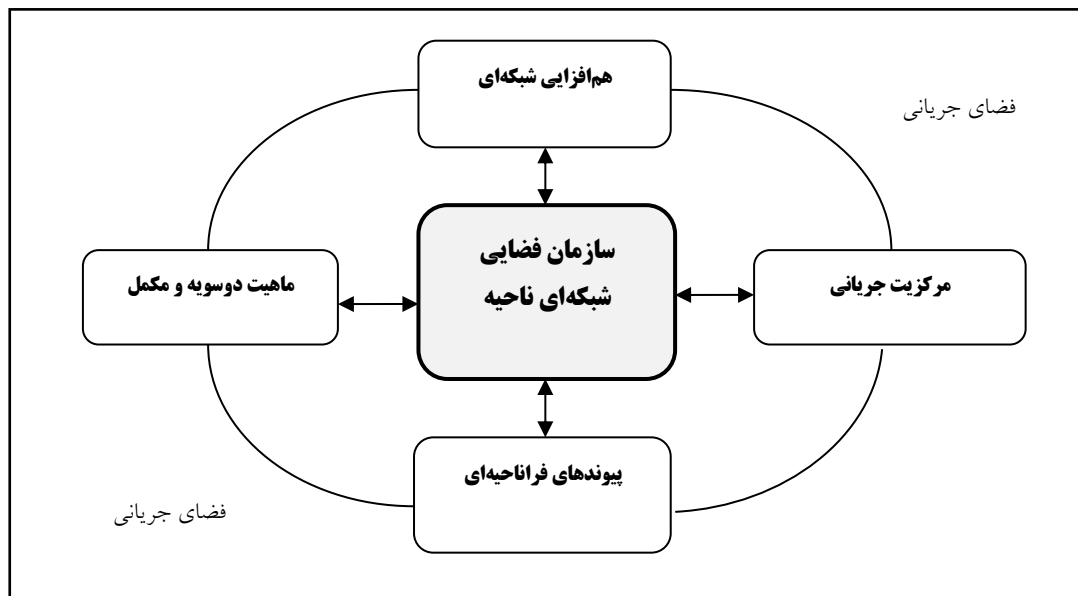 هم‌افزایی شبکه‌ای
فضای جریانی
سازمان فضایی
شبکه‌ای ناحیه
مرکزیت جریانی
ماهیت دوسویه و مکمل
پیوندهای فراناحیه‌ای
فضای جریانی